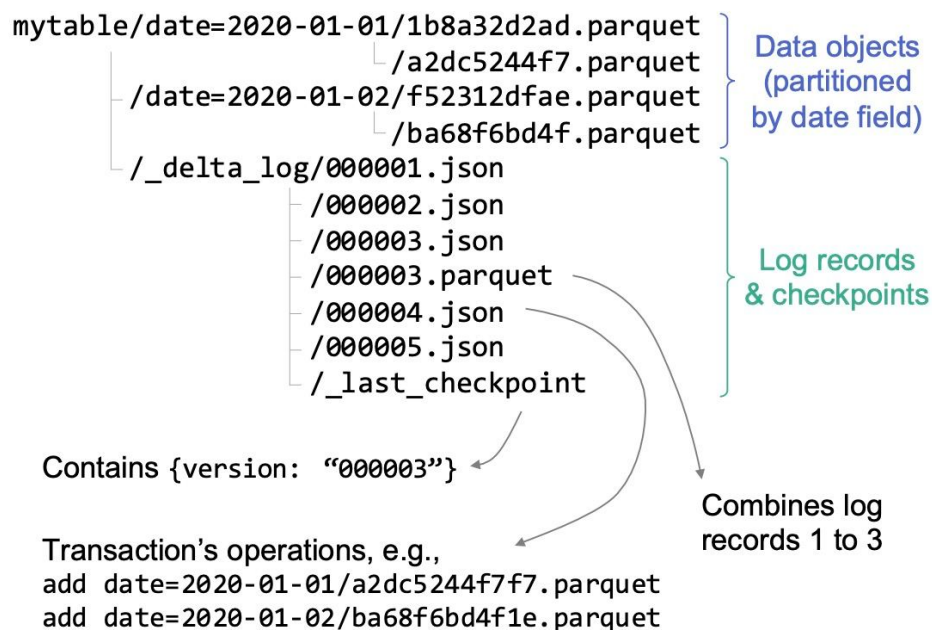 mytable/date=2020-01-01/1b8a32d2ad.parquet
/a2dc5244f7.parquet
/date=2020-01-02/f52312dfae.parquet
/ba68f6bd4f.parquet
/_delta_log/000001.json
/000002.json
/000003.json
/000003.parquet
/000004.json
/000005.json
/_last_checkpoint
Data objects
(partitioned
by date field)
Log records
& checkpoints
Contains {version: “000003”}
Combines log
records 1 to 3
Transaction’s operations, e.g.,
add date=2020-01-01/a2dc5244f7f7.parquet
add date=2020-01-02/ba68f6bd4f1e.parquet